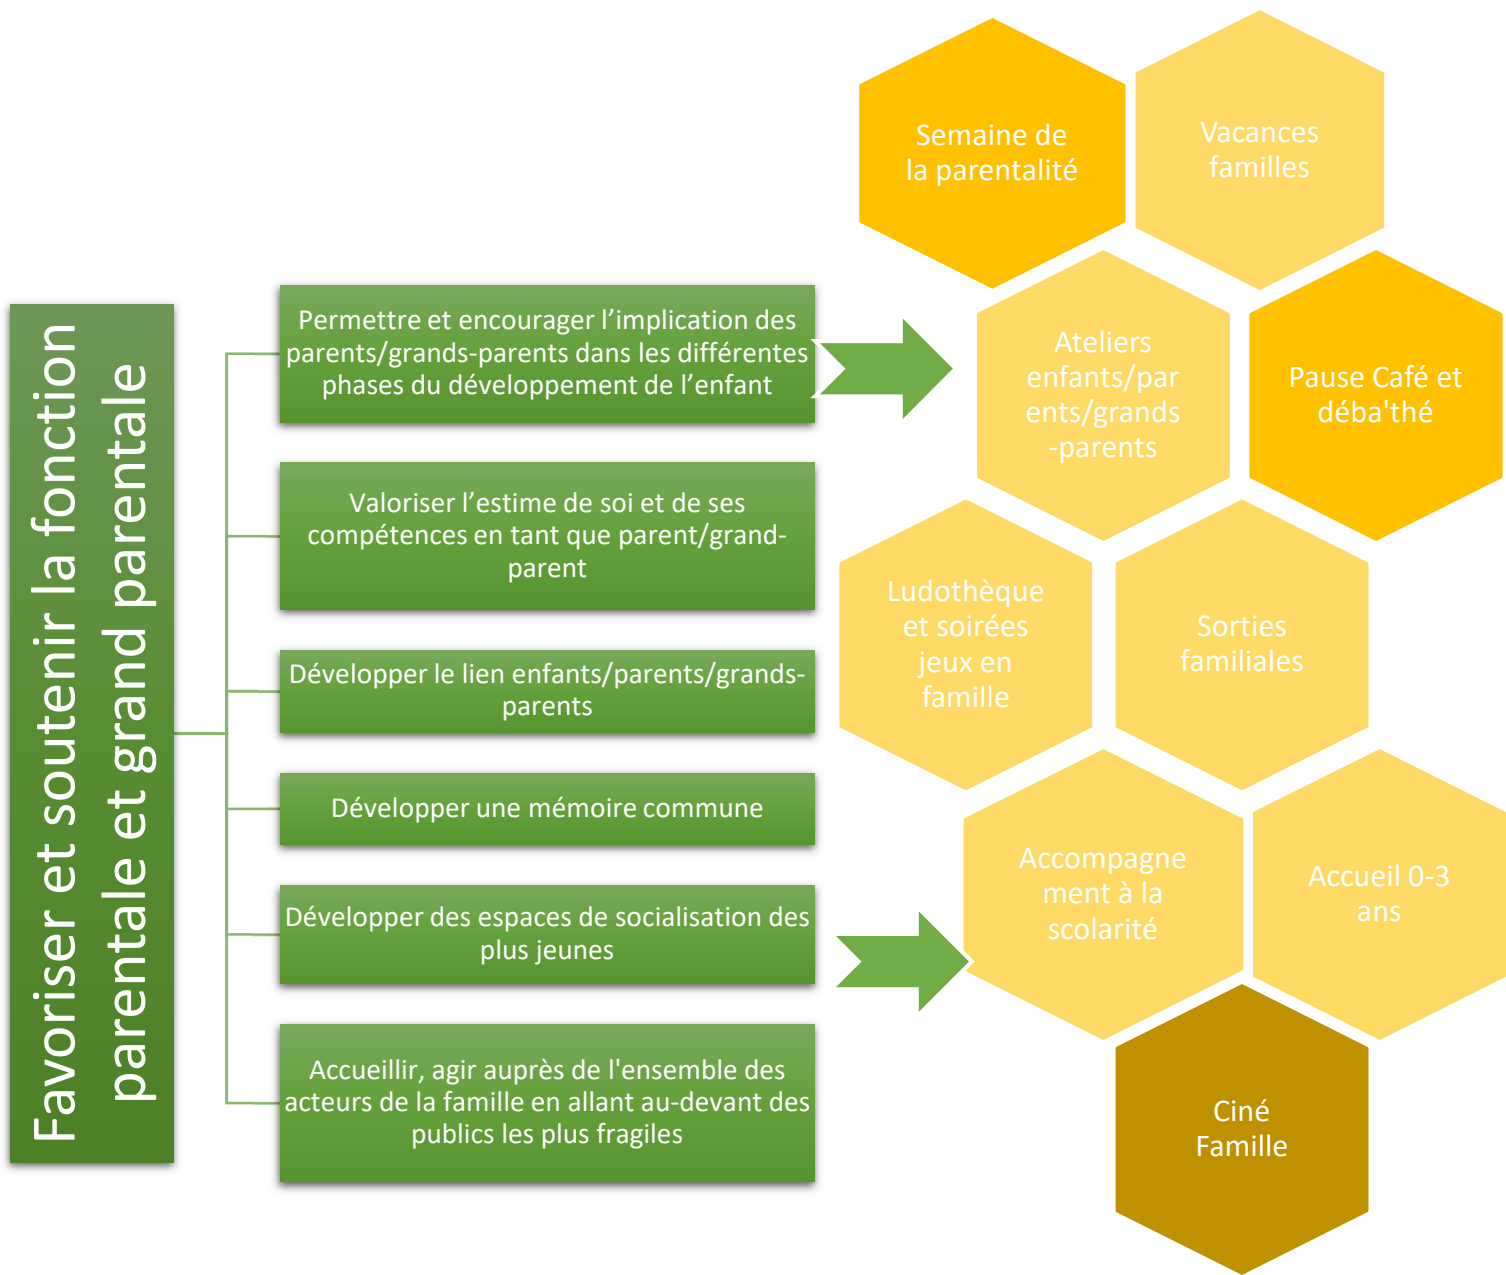 Favoriser et soutenir la fonction
parentale et grand parentale
Permettre et encourager l’implication des
parents/grands-parents dans les différentes
phases du développement de l’enfant
Valoriser l’estime de soi et de ses
compétences en tant que parent/grand-
parent
Développer le lien enfants/parents/grands-
parents
Développer une mémoire commune
Développer des espaces de socialisation des
plus jeunes
Accueillir, agir auprès de l'ensemble des
acteurs de la famille en allant au-devant des
publics les plus fragiles
Semaine de
la parentalité
Vacances
familles
Ateliers
enfants/par
ents/grands
-parents
Pause Café et
déba'thé
Ludothèque
et soirées
jeux en
famille
Sorties
familiales
Accompagne
ment à la
scolarité
Accueil 0-3
ans
Ciné
Famille